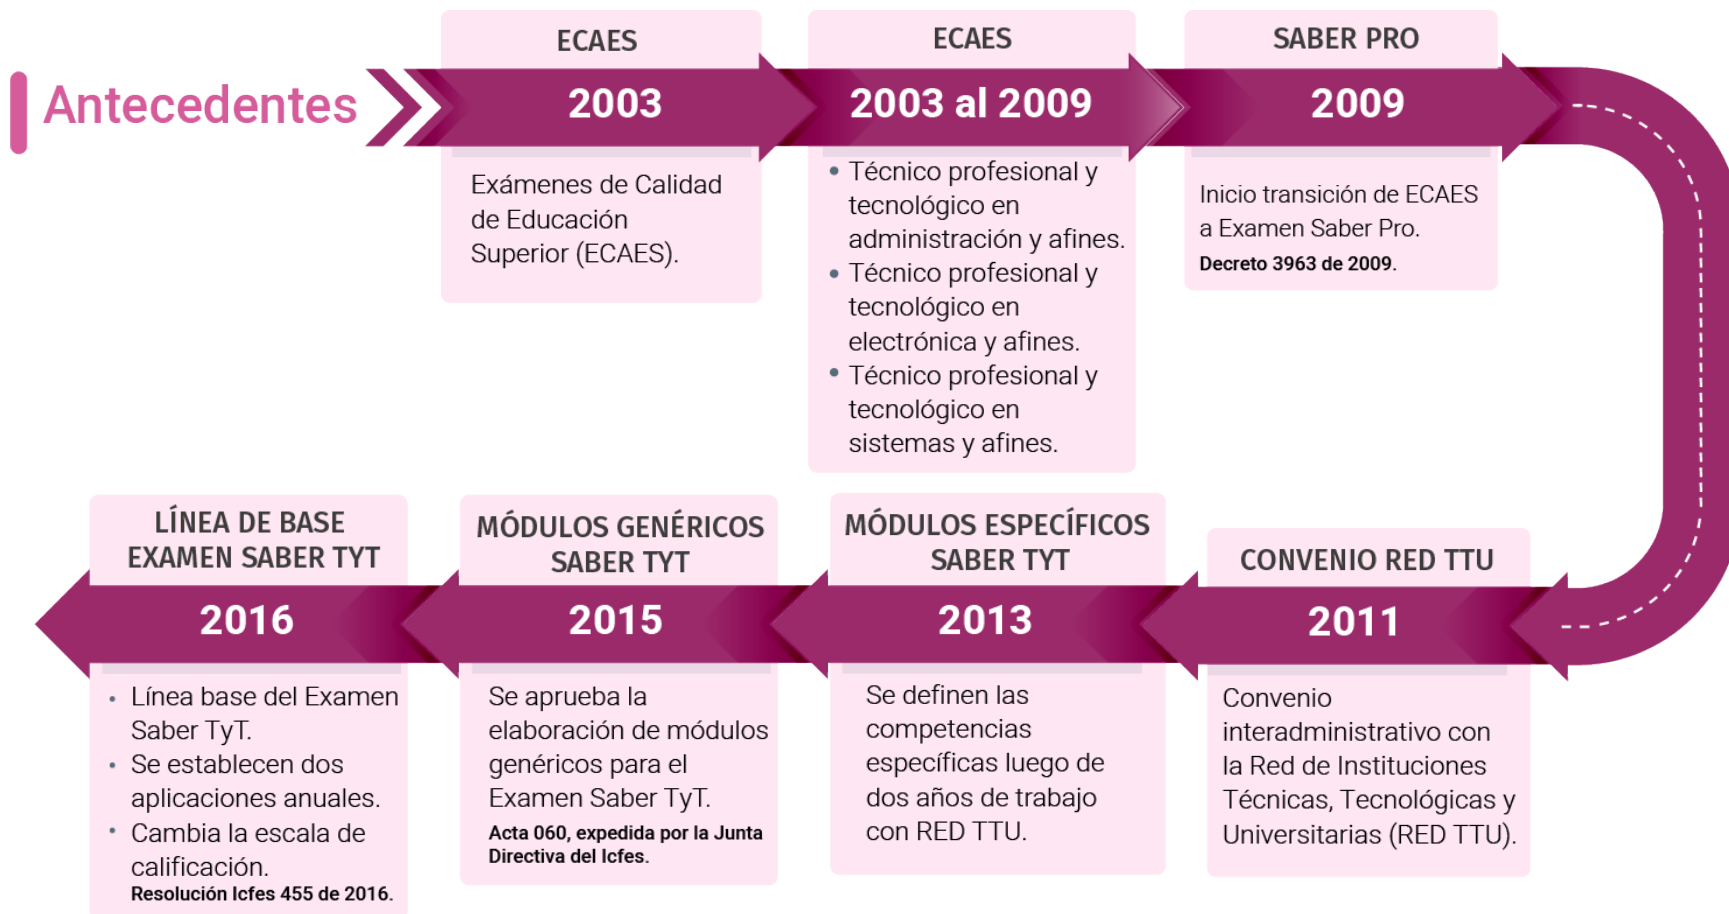 Antecedentes
ECAES
2003
Exámenes de Calidad
de Educación
Superior (ECAES).
ECAES
2003 al 2009
• Técnico profesional y
tecnológico en
administración y afines.
• Técnico profesional y
tecnológico en
electrónica y afines.
• Técnico profesional y
tecnológico en
sistemas y afines.
SABER PRO
2009
Inicio transición de ECAES
a Examen Saber Pro.
Decreto 3963 de 2009.
CONVENIO RED TTU
2011
Convenio
interadministrativo con
la Red de Instituciones
Técnicas, Tecnológicas y
Universitarias (RED TTU).
MÓDULOS ESPECÍFICOS
SABER TYT
2013
Se definen las
competencias
específicas luego de
dos años de trabajo
con RED TTU.
MÓDULOS GENÉRICOS
SABER TYT
2015
Se aprueba la
elaboración de módulos
genéricos para el
Examen Saber TyT.
Acta 060, expedida por la Junta
Directiva del Icfes.
LÍNEA DE BASE
EXAMEN SABER TYT
2016
• Línea base del Examen
Saber TyT.
• Se establecen dos
aplicaciones anuales.
• Cambia la escala de
calificación.
Resolución Icfes 455 de 2016.